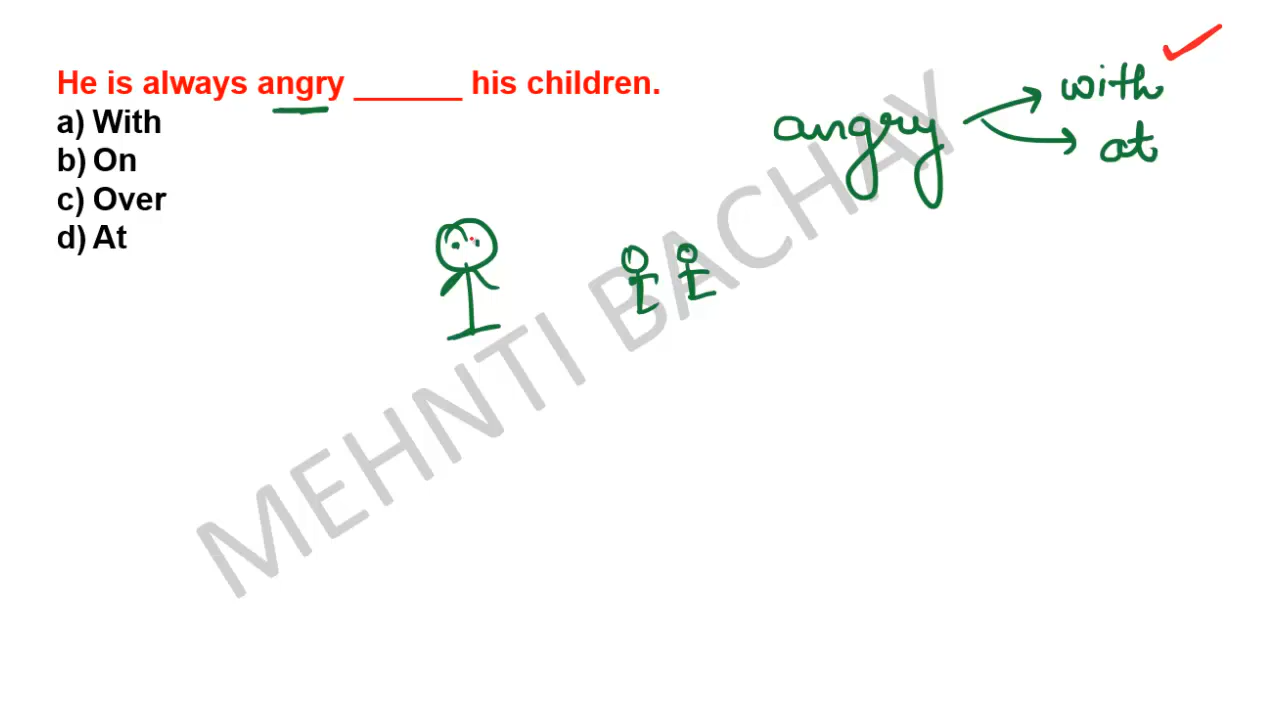 He is always angry ______ his children.
a) With
b) On
c) Over
d) At
angry
with
at
MEHNTI BACHAY